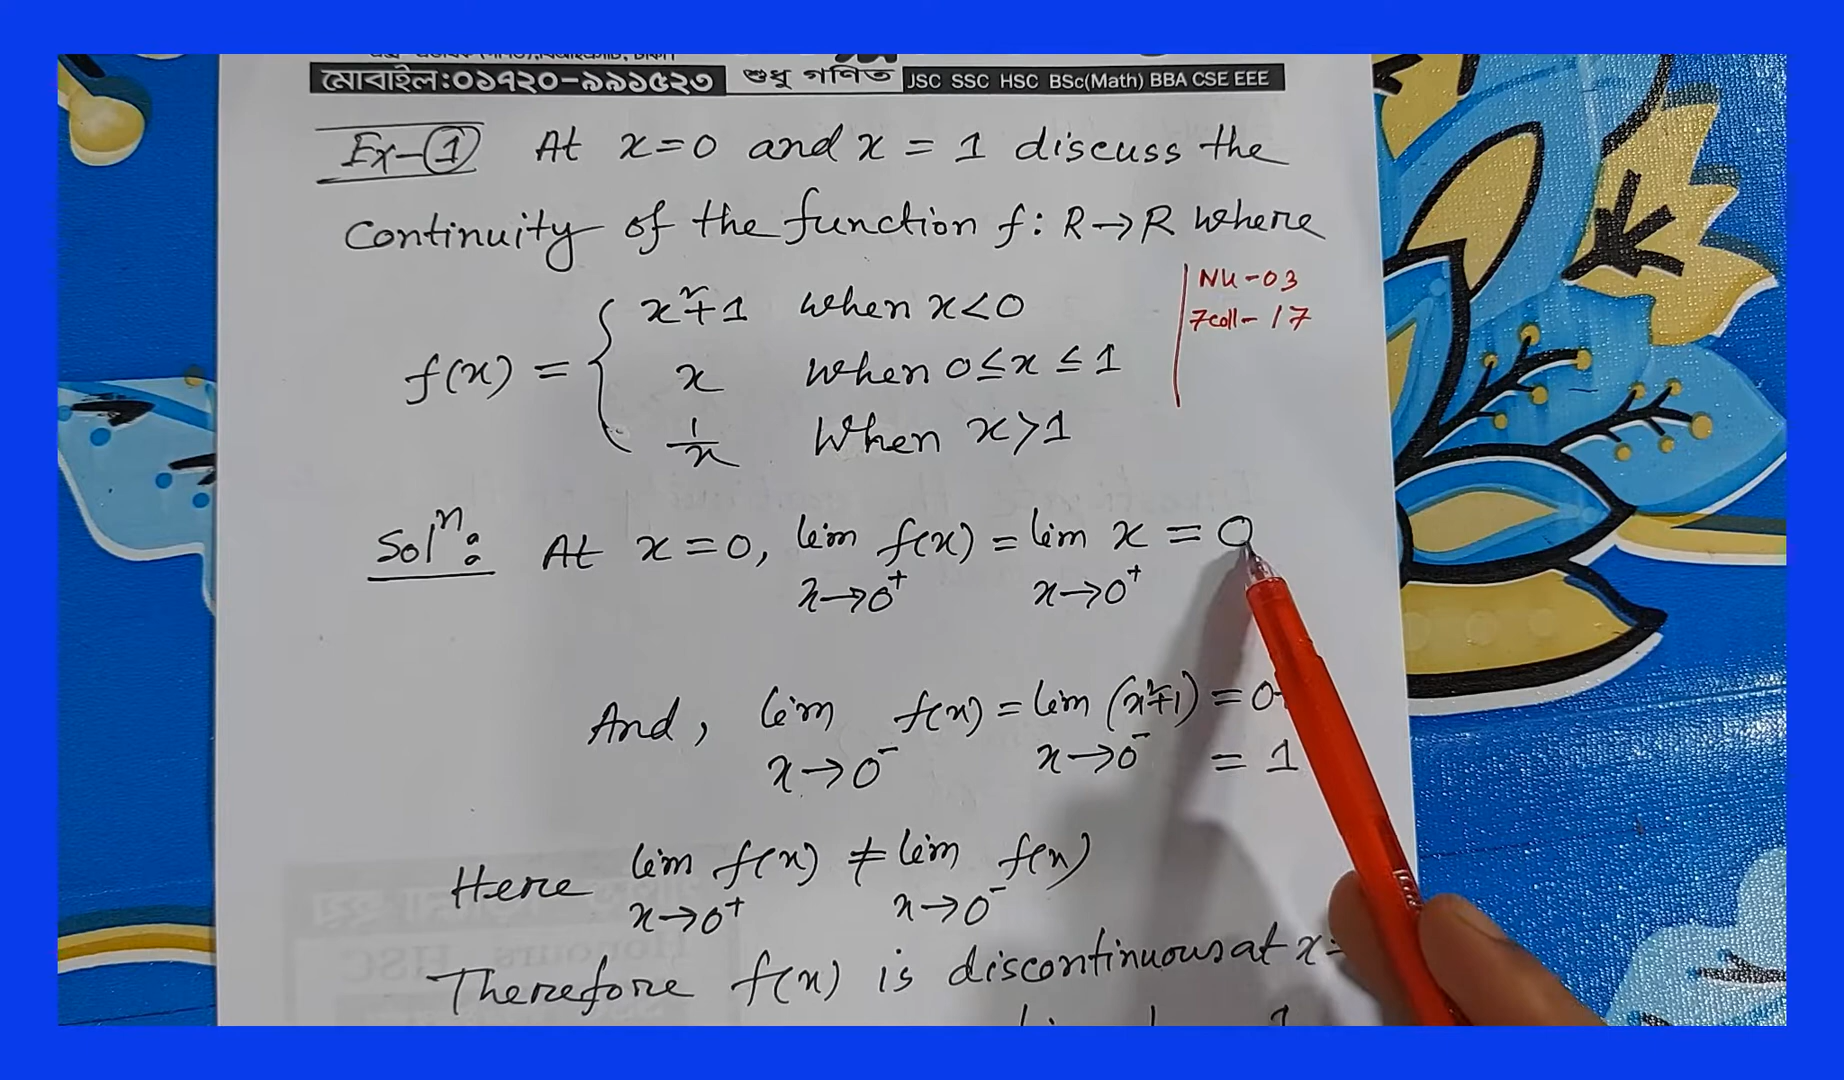 মোবাইল:০১৭২০-৯৯১৫২৩ শুধু গণিত JSC SSC HSC BSc(Math) BBA CSE EEE
Ex-① At x=0 and x = 1 discuss the
Continuity of the function f: R→R where
f(x) = { x²+1 when x<0
x when 0≤x ≤ 1
1/x When x>1
NU-03
7coll-17
Solⁿ: At x=0, lim f(x) = lim x = 0
x→0⁺ x→0⁺
And, lim f(x) = lim (x²+1) = 0+
x→0⁻ x→0⁻ = 1
Here lim f(x) ≠ lim f(x)
x→0⁺ x→0⁻
Therefore f(x) is discontinuous at x=